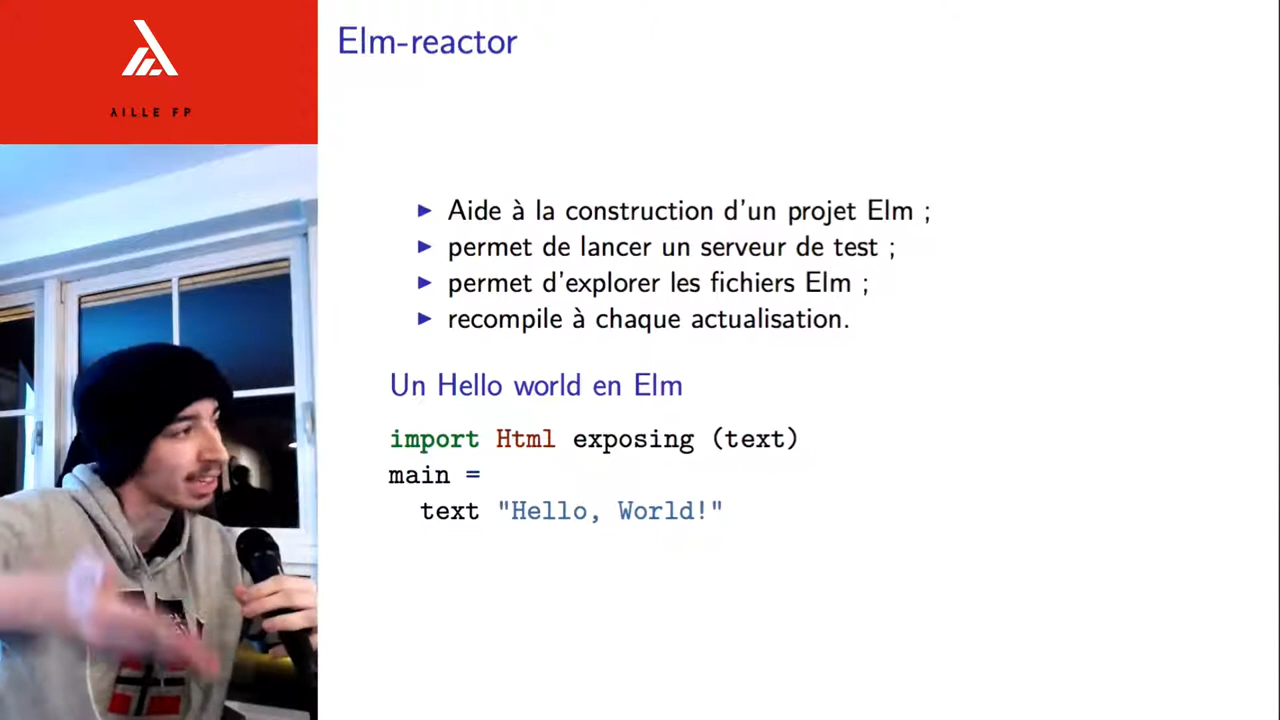 λILLE FP
Elm-reactor
Aide à la construction d'un projet Elm ;
permet de lancer un serveur de test ;
permet d'explorer les fichiers Elm ;
recompile à chaque actualisation.
Un Hello world en Elm
import Html exposing (text)
main =
text "Hello, World!"